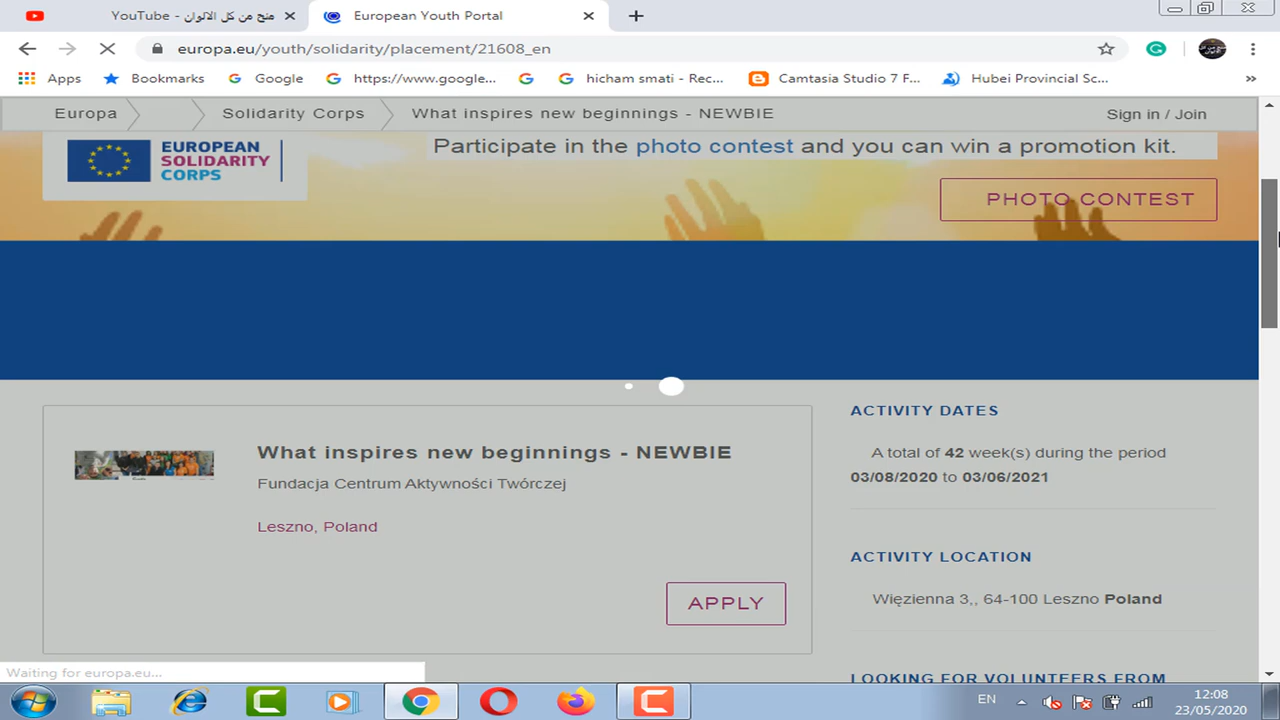 YouTube - منح من كل الالوان
European Youth Portal
europa.eu/youth/solidarity/placement/21608_en
Apps
Bookmarks
Google
https://www.google...
hicham smati - Rec...
Camtasia Studio 7 F...
Hubei Provincial Sc...
»
Europa
Solidarity Corps
What inspires new beginnings - NEWBIE
Sign in / Join
EUROPEAN
SOLIDARITY
CORPS
Participate in the photo contest and you can win a promotion kit.
PHOTO CONTEST
What inspires new beginnings - NEWBIE
Fundacja Centrum Aktywności Twórczej
Leszno, Poland
APPLY
ACTIVITY DATES
A total of 42 week(s) during the period
03/08/2020 to 03/06/2021
ACTIVITY LOCATION
Więzienna 3,, 64-100 Leszno Poland
LOOKING FOR VOLUNTEERS FROM
Waiting for europa.eu...
EN
12:08
23/05/2020